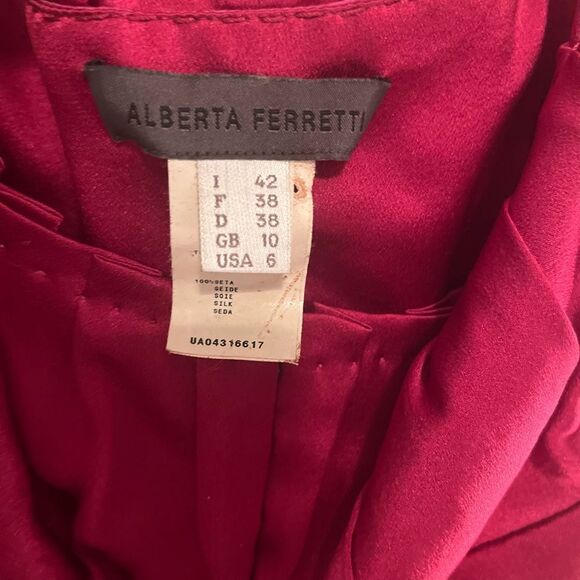 ALBERTA FERRETTI
I 42
F 38
D 38
GB 10
USA 6
100%SETA
SEIDE
SOIE
SILK
SEDA
UA04316617